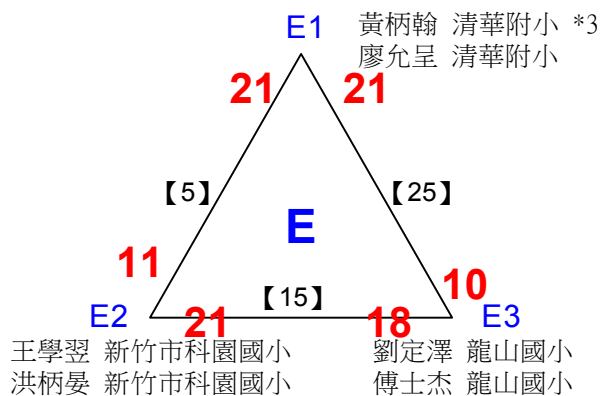 E1
黃柄翰 清華附小 *3
廖允呈 清華附小
21 21
【5】 【25】
E
11 10
【15】
E2 21 18 E3
王學翌 新竹市科園國小 劉定澤 龍山國小
洪柄晏 新竹市科園國小 傅士杰 龍山國小